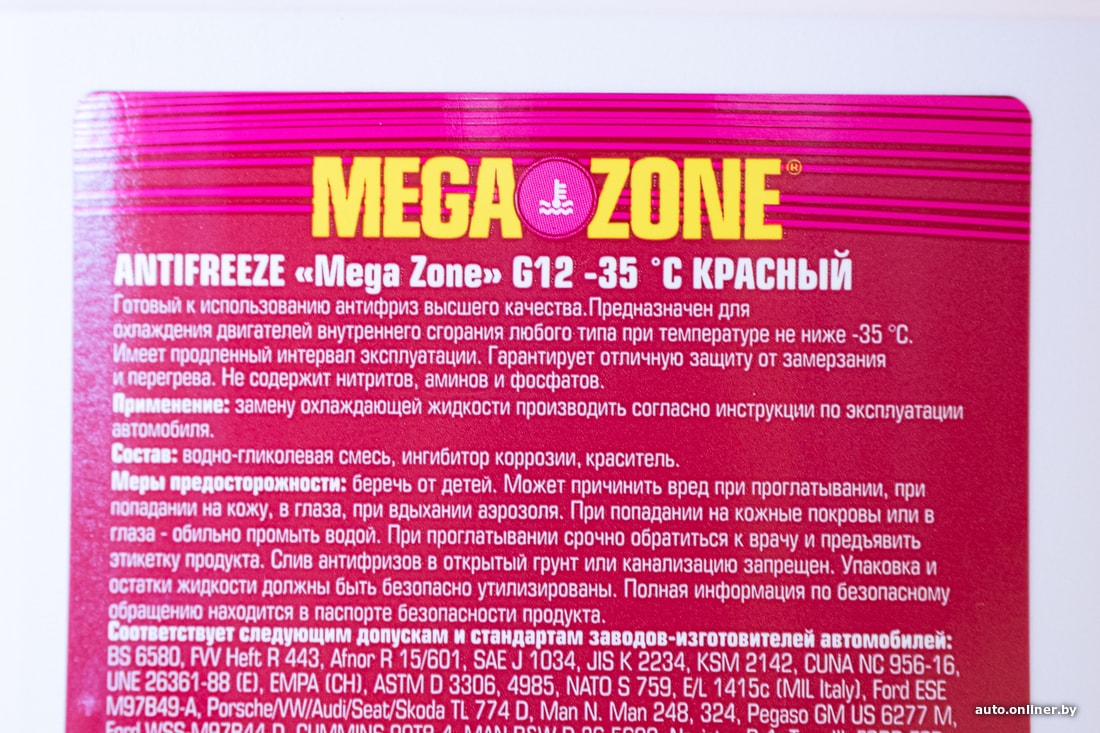 MEGA ZONE®
ANTIFREEZE «Mega Zone» G12 -35 °C КРАСНЫЙ
Готовый к использованию антифриз высшего качества.Предназначен для
охлаждения двигателей внутреннего сгорания любого типа при температуре не ниже -35 °C.
Имеет продленный интервал эксплуатации. Гарантирует отличную защиту от замерзания
и перегрева. Не содержит нитритов, аминов и фосфатов.
Применение: замену охлаждающей жидкости производить согласно инструкции по эксплуатации
автомобиля.
Состав: водно-гликолевая смесь, ингибитор коррозии, краситель.
Меры предосторожности: беречь от детей. Может причинить вред при проглатывании, при
попадании на кожу, в глаза, при вдыхании аэрозоля. При попадании на кожные покровы или в
глаза - обильно промыть водой. При проглатывании срочно обратиться к врачу и предъявить
этикетку продукта. Слив антифризов в открытый грунт или канализацию запрещен. Упаковка и
остатки жидкости должны быть безопасно утилизированы. Полная информация по безопасному
обращению находится в паспорте безопасности продукта.
Соответствует следующим допускам и стандартам заводов-изготовителей автомобилей:
BS 6580, FVV Heft R 443, Afnor R 15/601, SAE J 1034, JIS K 2234, KSM 2142, CUNA NC 956-16,
UNE 26361-88 (E), EMPA (CH), ASTM D 3306, 4985, NATO S 759, E/L 1415c (MIL Italy), Ford ESE
M97B49-A, Porsche/VW/Audi/Seat/Skoda TL 774 D, Man N. Man 248, 324, Pegaso GM US 6277 M,
Ford WSS-M97B44-D, CUMMINS
auto.onliner.by